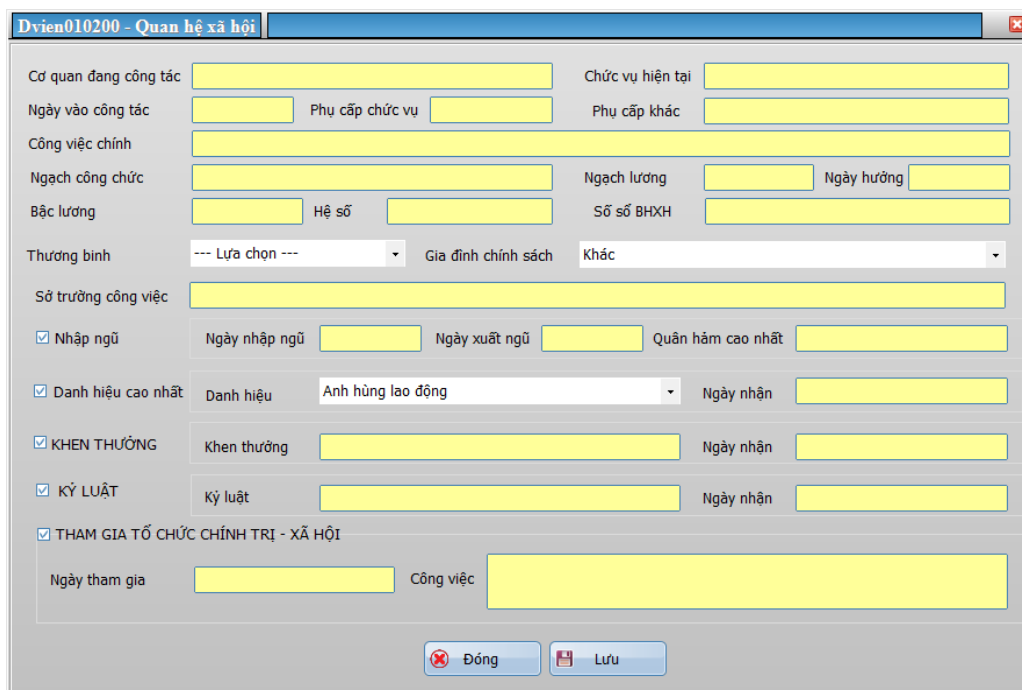 Dvien010200 - Quan hệ xã hội
Cơ quan đang công tác Chức vụ hiện tại
Ngày vào công tác Phụ cấp chức vụ Phụ cấp khác
Công việc chính
Ngạch công chức Ngạch lương Ngày hưởng
Bậc lương Hệ số Số sổ BHXH
Thương binh --- Lựa chọn --- Gia đình chính sách Khác
Sở trường công việc
Nhập ngũ Ngày nhập ngũ Ngày xuất ngũ Quân hàm cao nhất
Danh hiệu cao nhất Danh hiệu Anh hùng lao động Ngày nhận
KHEN THƯỞNG Khen thưởng Ngày nhận
KỶ LUẬT Kỷ luật Ngày nhận
THAM GIA TỔ CHỨC CHÍNH TRỊ - XÃ HỘI
Ngày tham gia Công việc
Đóng Lưu